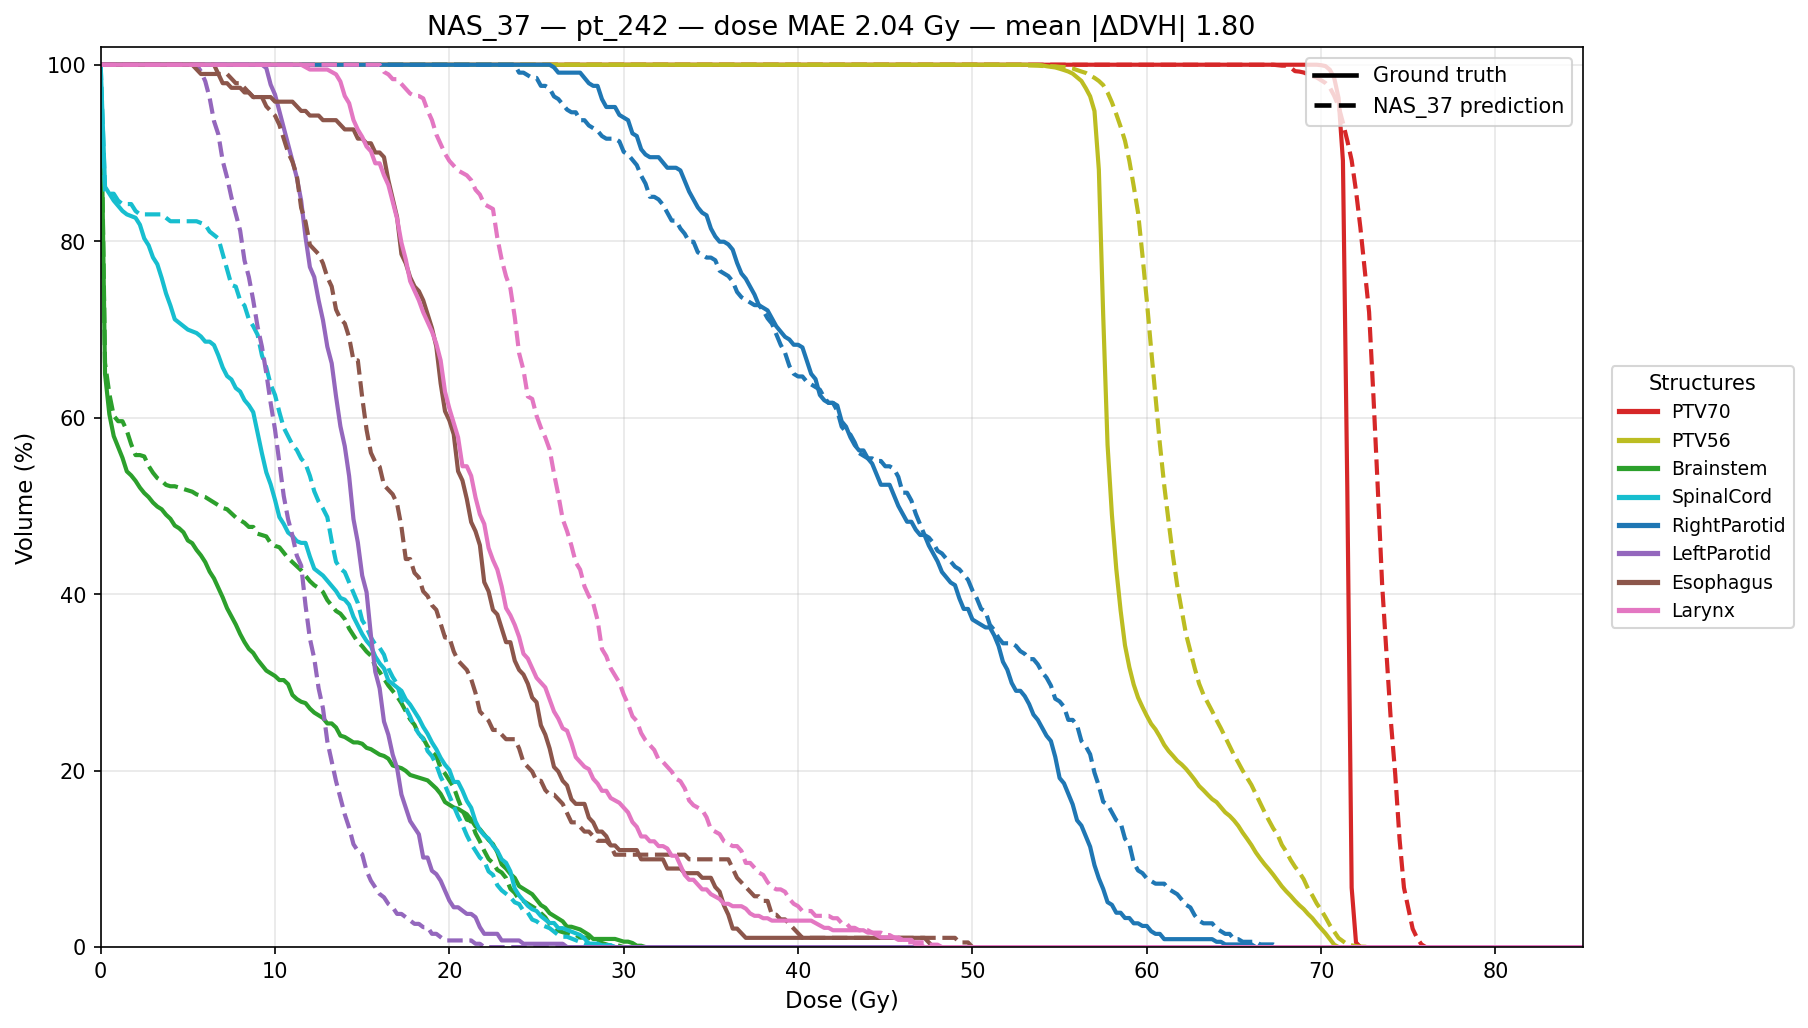 NAS_37 — pt_242 — dose MAE 2.04 Gy — mean |ΔDVH| 1.80
Ground truth
NAS_37 prediction
100
80
60
40
20
0
Volume (%)
0 10 20 30 40 50 60 70 80
Dose (Gy)
Structures
PTV70
PTV56
Brainstem
SpinalCord
RightParotid
LeftParotid
Esophagus
Larynx